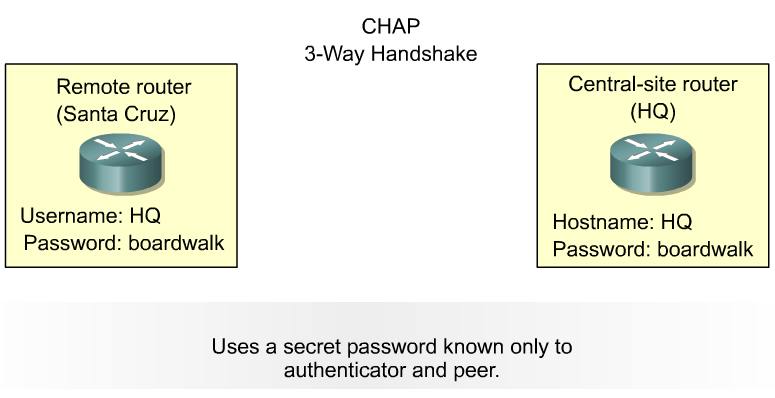 CHAP
3-Way Handshake
Remote router
(Santa Cruz)
Username: HQ
Password: boardwalk
Central-site router
(HQ)
Hostname: HQ
Password: boardwalk
Uses a secret password known only to
authenticator and peer.